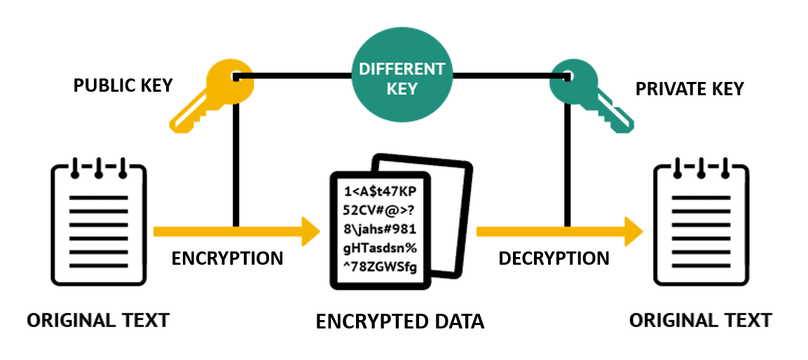 DIFFERENT
KEY
PUBLIC KEY
PRIVATE KEY
1<A$t47KP
52CV#@>?
8\jahs#981
gHTasdsn%
^78ZGWSfg
ENCRYPTION
DECRYPTION
ORIGINAL TEXT
ENCRYPTED DATA
ORIGINAL TEXT